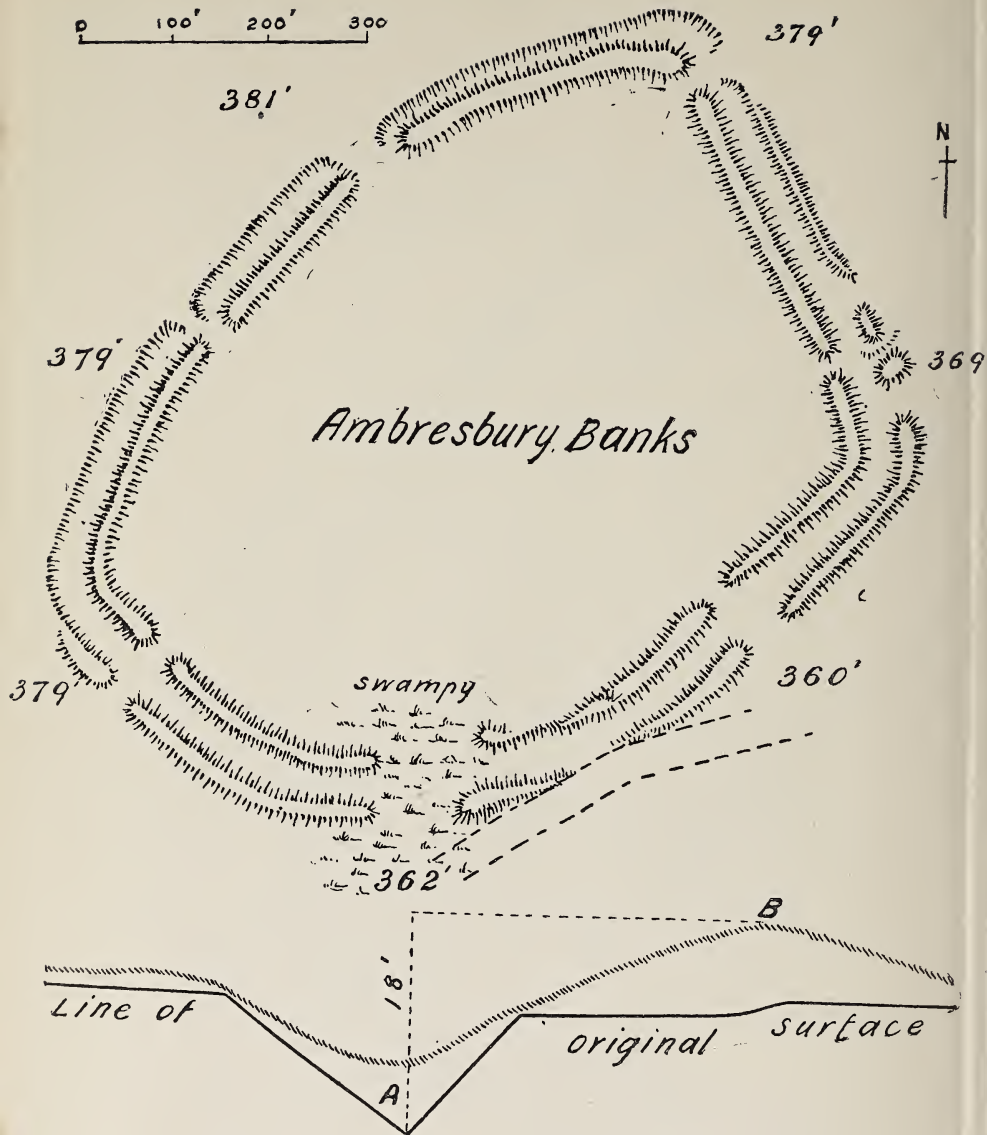 0 100' 200' 300
379'
381'
N
379'
369
Ambresbury Banks
swampy
379'
360'
362'
B
18'
Line of original surface
A